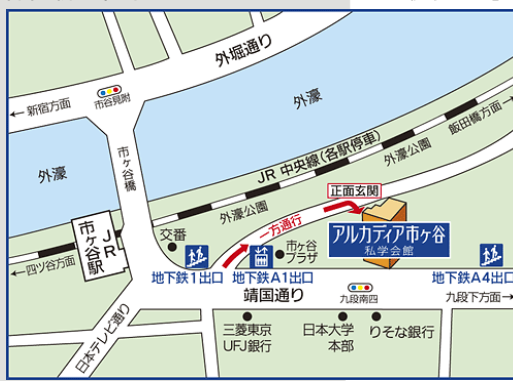 外堀通り
←新宿方面
市谷見附
外濠
飯田橋方面→
市ヶ谷橋
JR 中央線(各駅停車)
外濠公園
外濠
正面玄関
外濠公園
一方通行
アルカディア市ヶ谷
私学会館
JR
市ヶ谷駅
交番
市ヶ谷
プラザ
←四ツ谷方面
地下鉄1出口
地下鉄A1出口
地下鉄A4出口
靖国通り
九段南四
九段下方面→
日本テレビ通り
三菱東京
UFJ銀行
日本大学
本部
りそな銀行